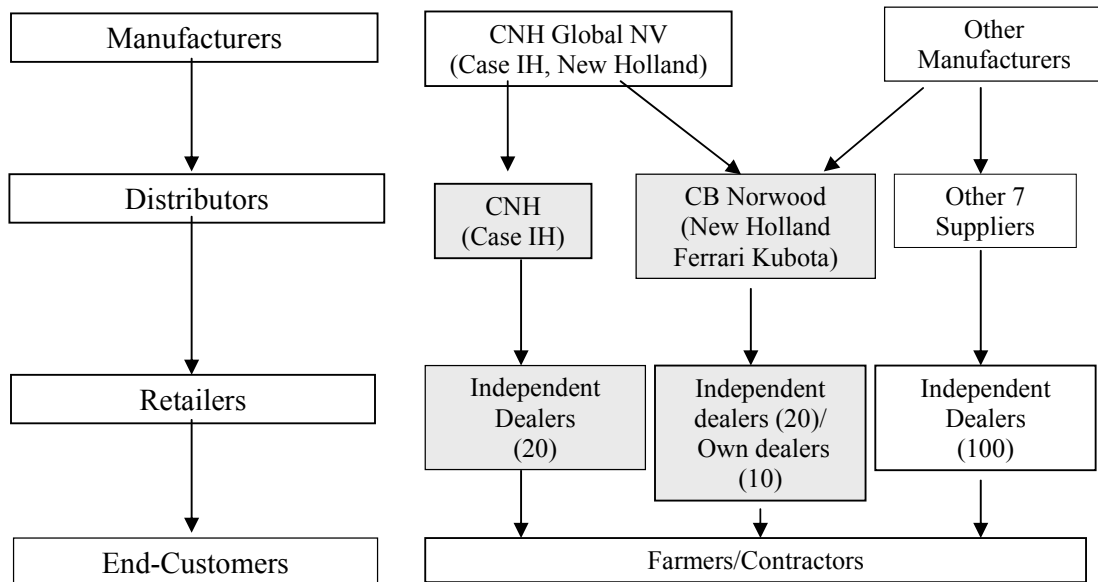 Manufacturers
CNH Global NV
(Case IH, New Holland)
Other
Manufacturers
Distributors
CNH
(Case IH)
CB Norwood
(New Holland
Ferrari Kubota)
Other 7
Suppliers
Retailers
Independent
Dealers
(20)
Independent
dealers (20)/
Own dealers
(10)
Independent
Dealers
(100)
End-Customers
Farmers/Contractors